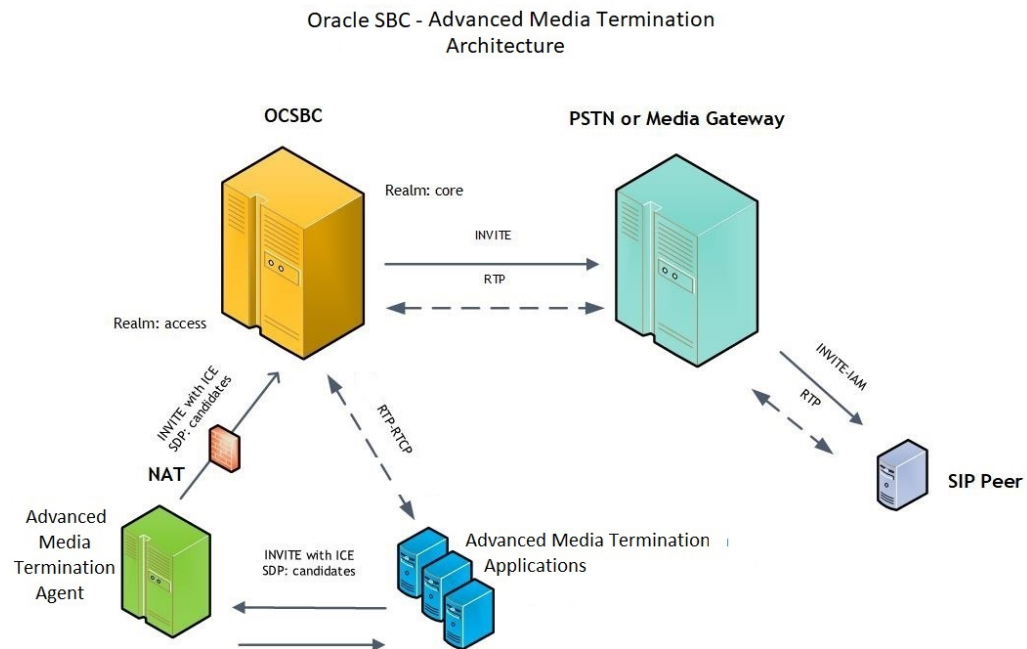 Oracle SBC - Advanced Media Termination
Architecture
OCSBC
PSTN or Media Gateway
Realm: core
INVITE
RTP
Realm: access
INVITE with ICE
SDP: candidates
RTP-RTCP
INVITE-IAM
RTP
NAT
SIP Peer
Advanced
Media
Termination
Agent
INVITE with ICE
SDP: candidates
Advanced Media Termination
Applications